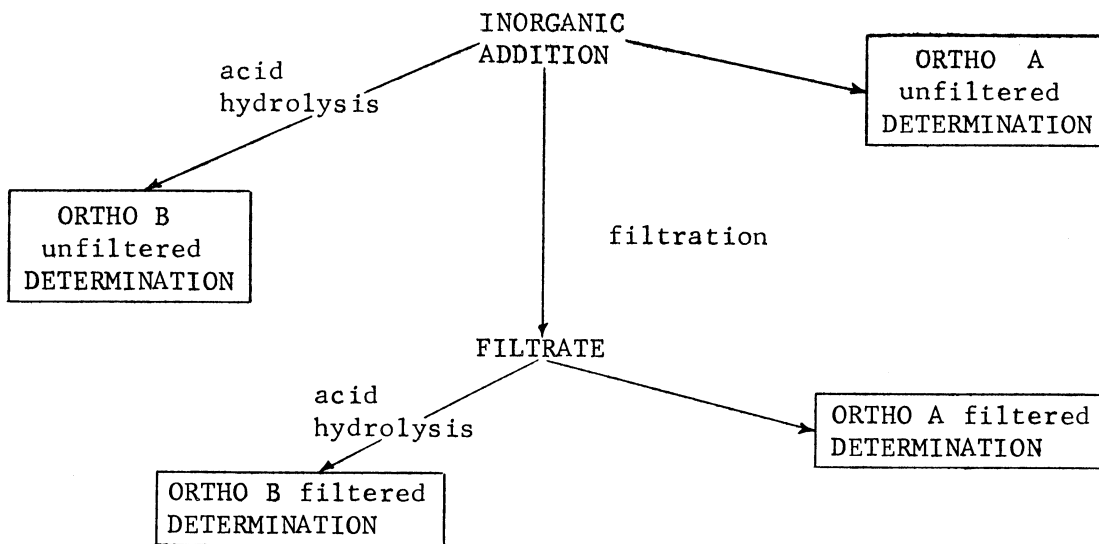 INORGANIC
ADDITION
acid
hydrolysis
ORTHO A
unfiltered
DETERMINATION
ORTHO B
unfiltered
DETERMINATION
filtration
FILTRATE
acid
hydrolysis
ORTHO A filtered
DETERMINATION
ORTHO B filtered
DETERMINATION